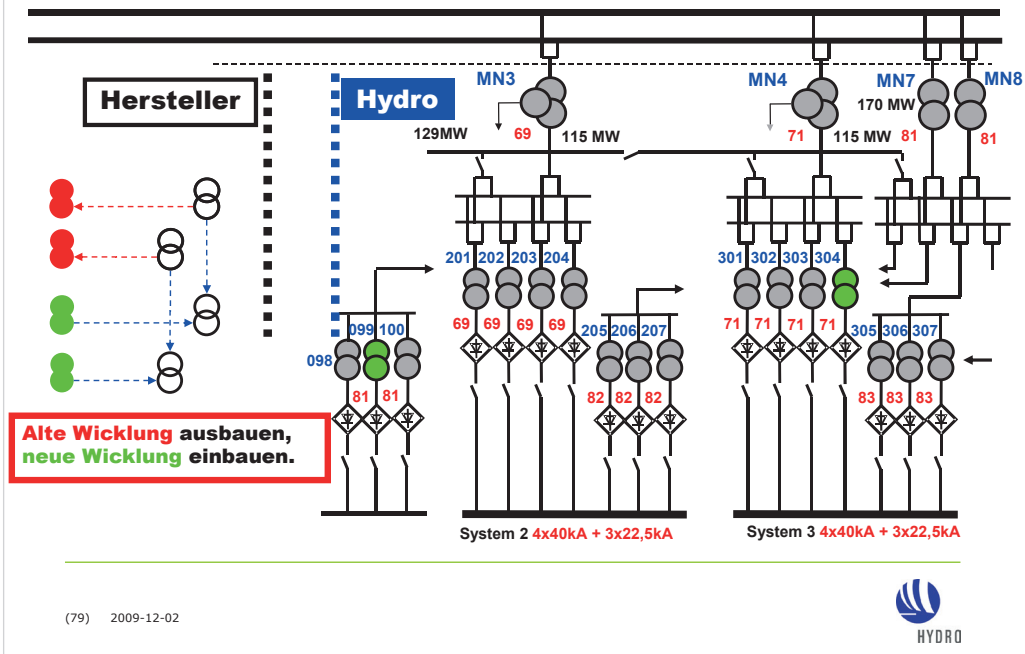 MN3
MN4
MN7
MN8
Hersteller
Hydro
170 MW
129MW
69
115 MW
71
115 MW
81
81
201 202 203 204
301 302 303 304
69 69 69 69
71 71 71 71
099 100
098
205 206 207
305 306 307
81 81
82 82 82
83 83 83
Alte Wicklung ausbauen,
neue Wicklung einbauen.
System 2 4x40kA + 3x22,5kA
System 3 4x40kA + 3x22,5kA
(79) 2009-12-02
HYDRO